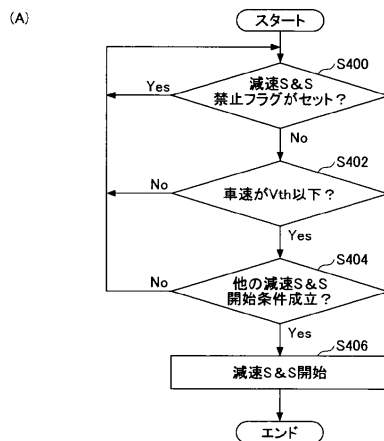 (A)
スタート
S400
減速S&S
禁止フラグがセット?
Yes
No
S402
車速がVth以下?
No
Yes
S404
他の減速S&S
開始条件成立?
No
Yes
S406
減速S&S開始
エンド